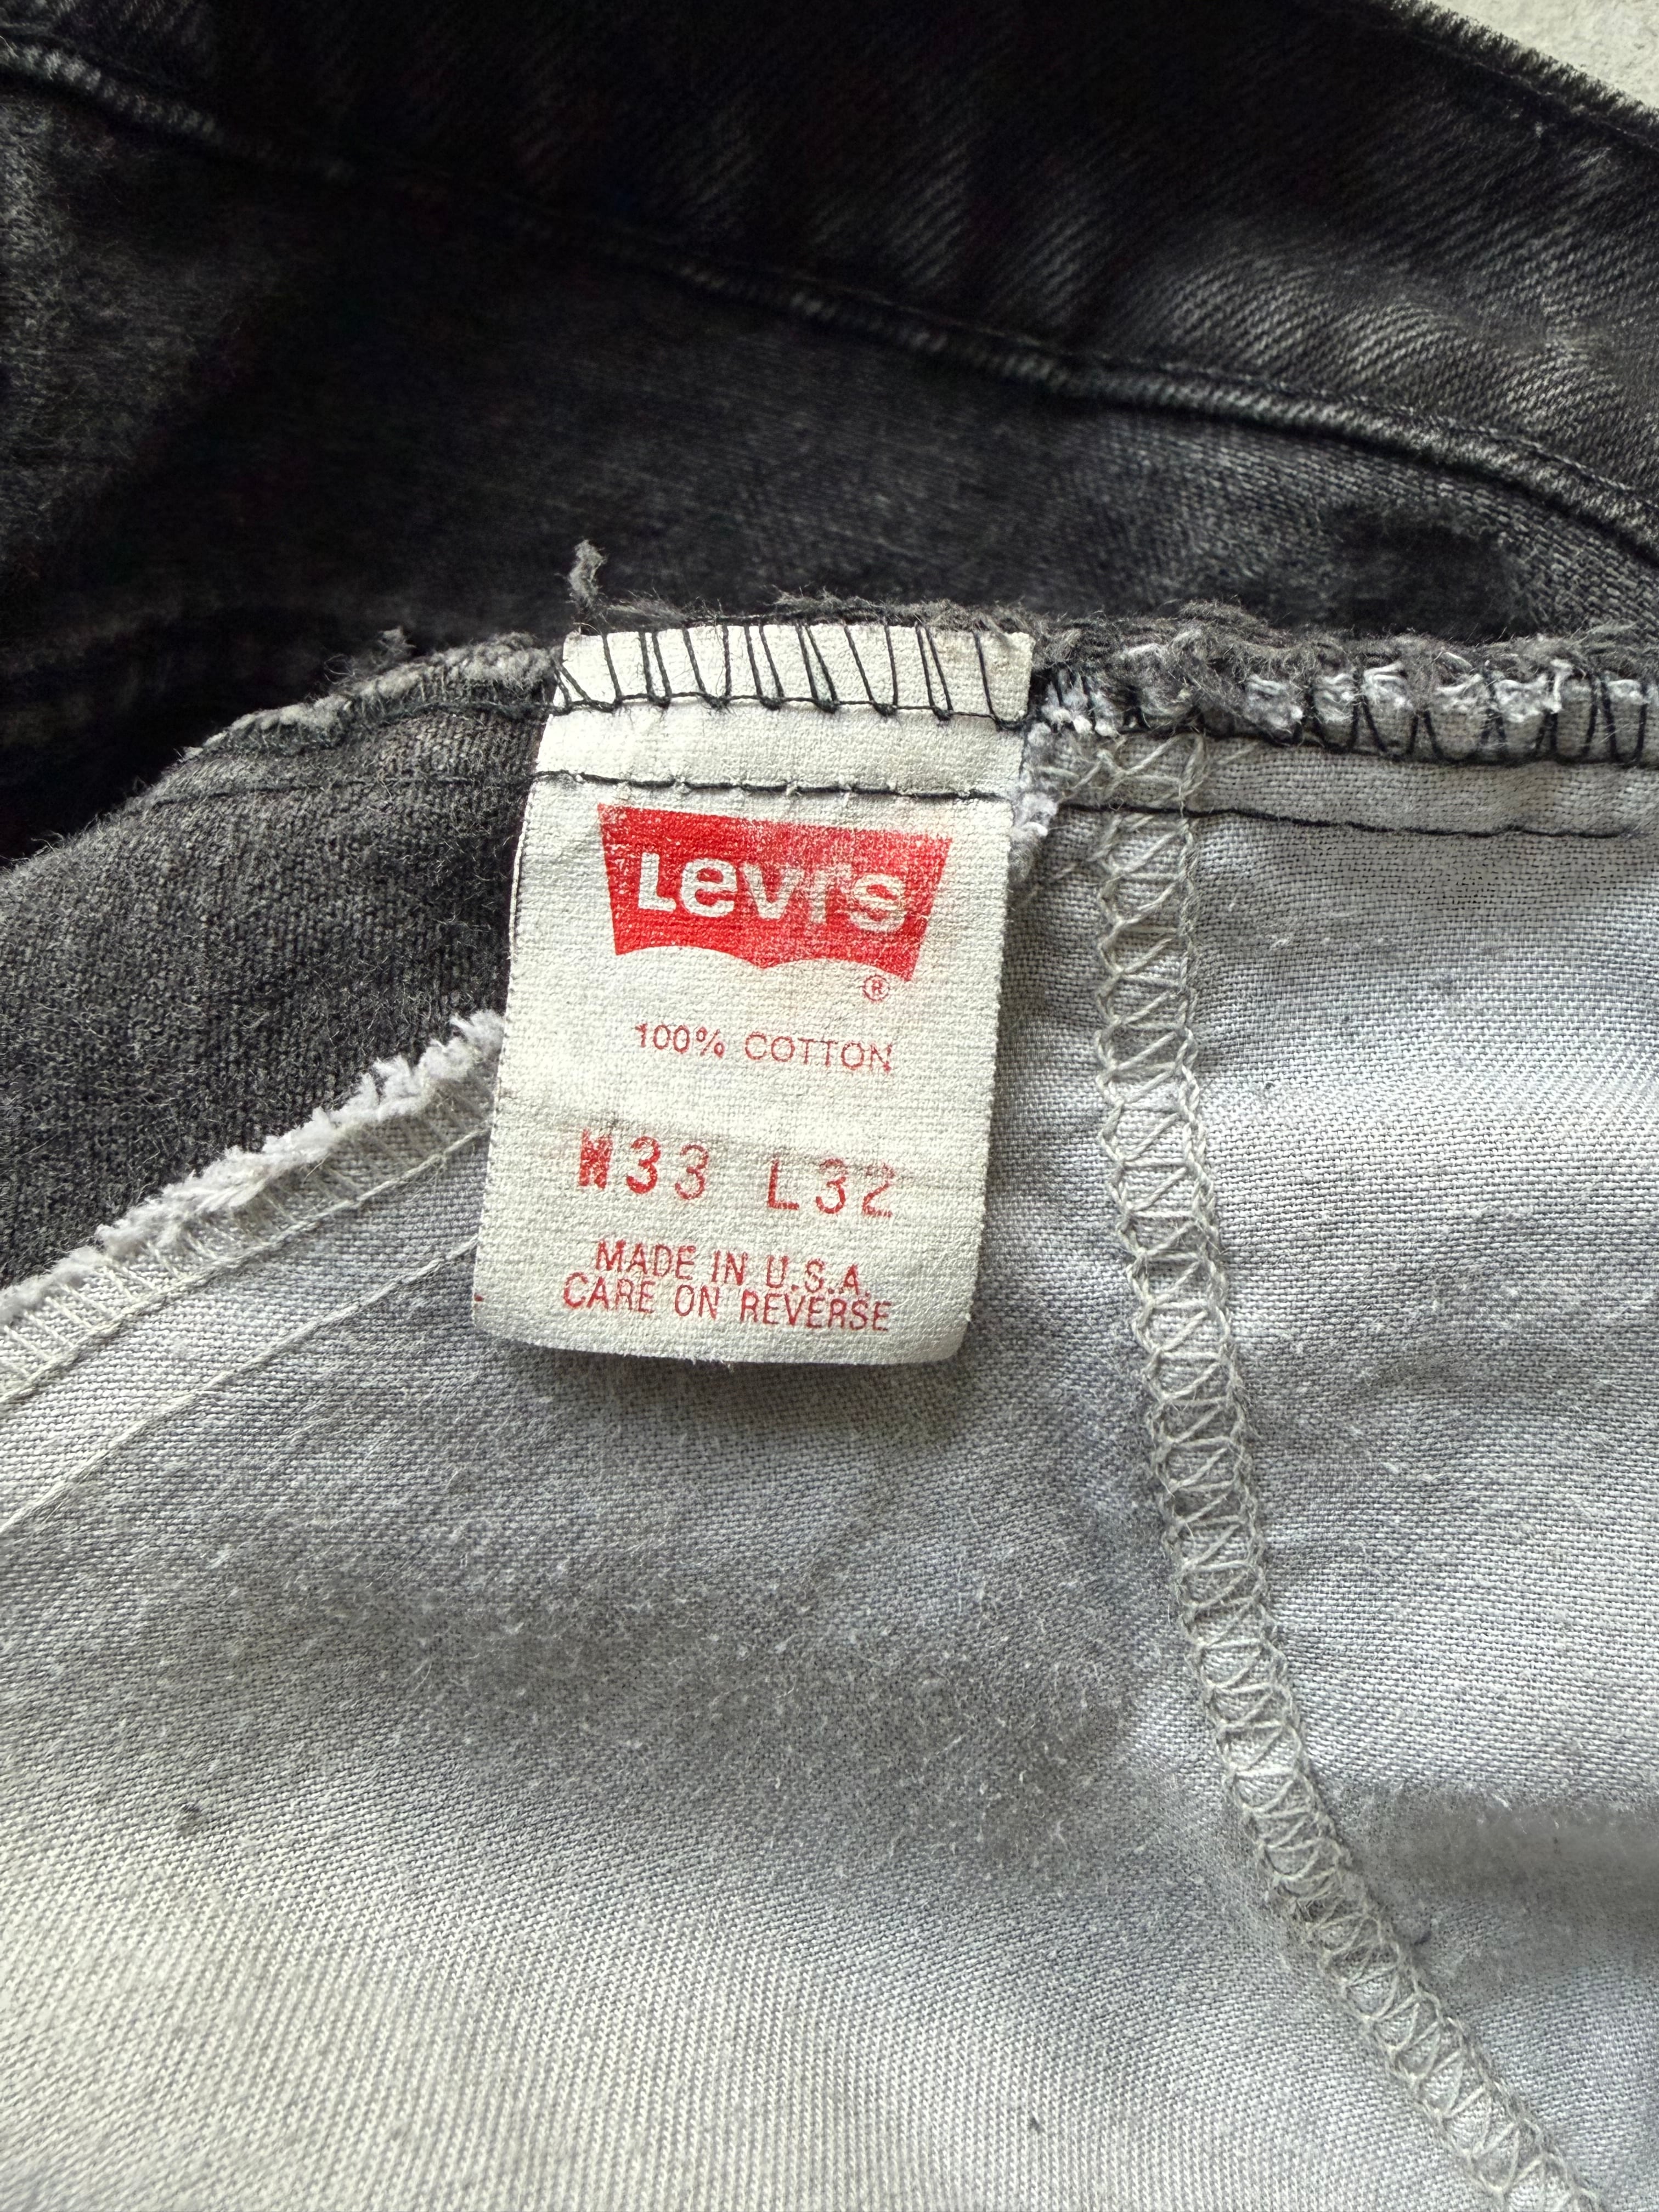 Levi's
®
100% COTTON
W33 L32
MADE IN U.S.A.
CARE ON REVERSE